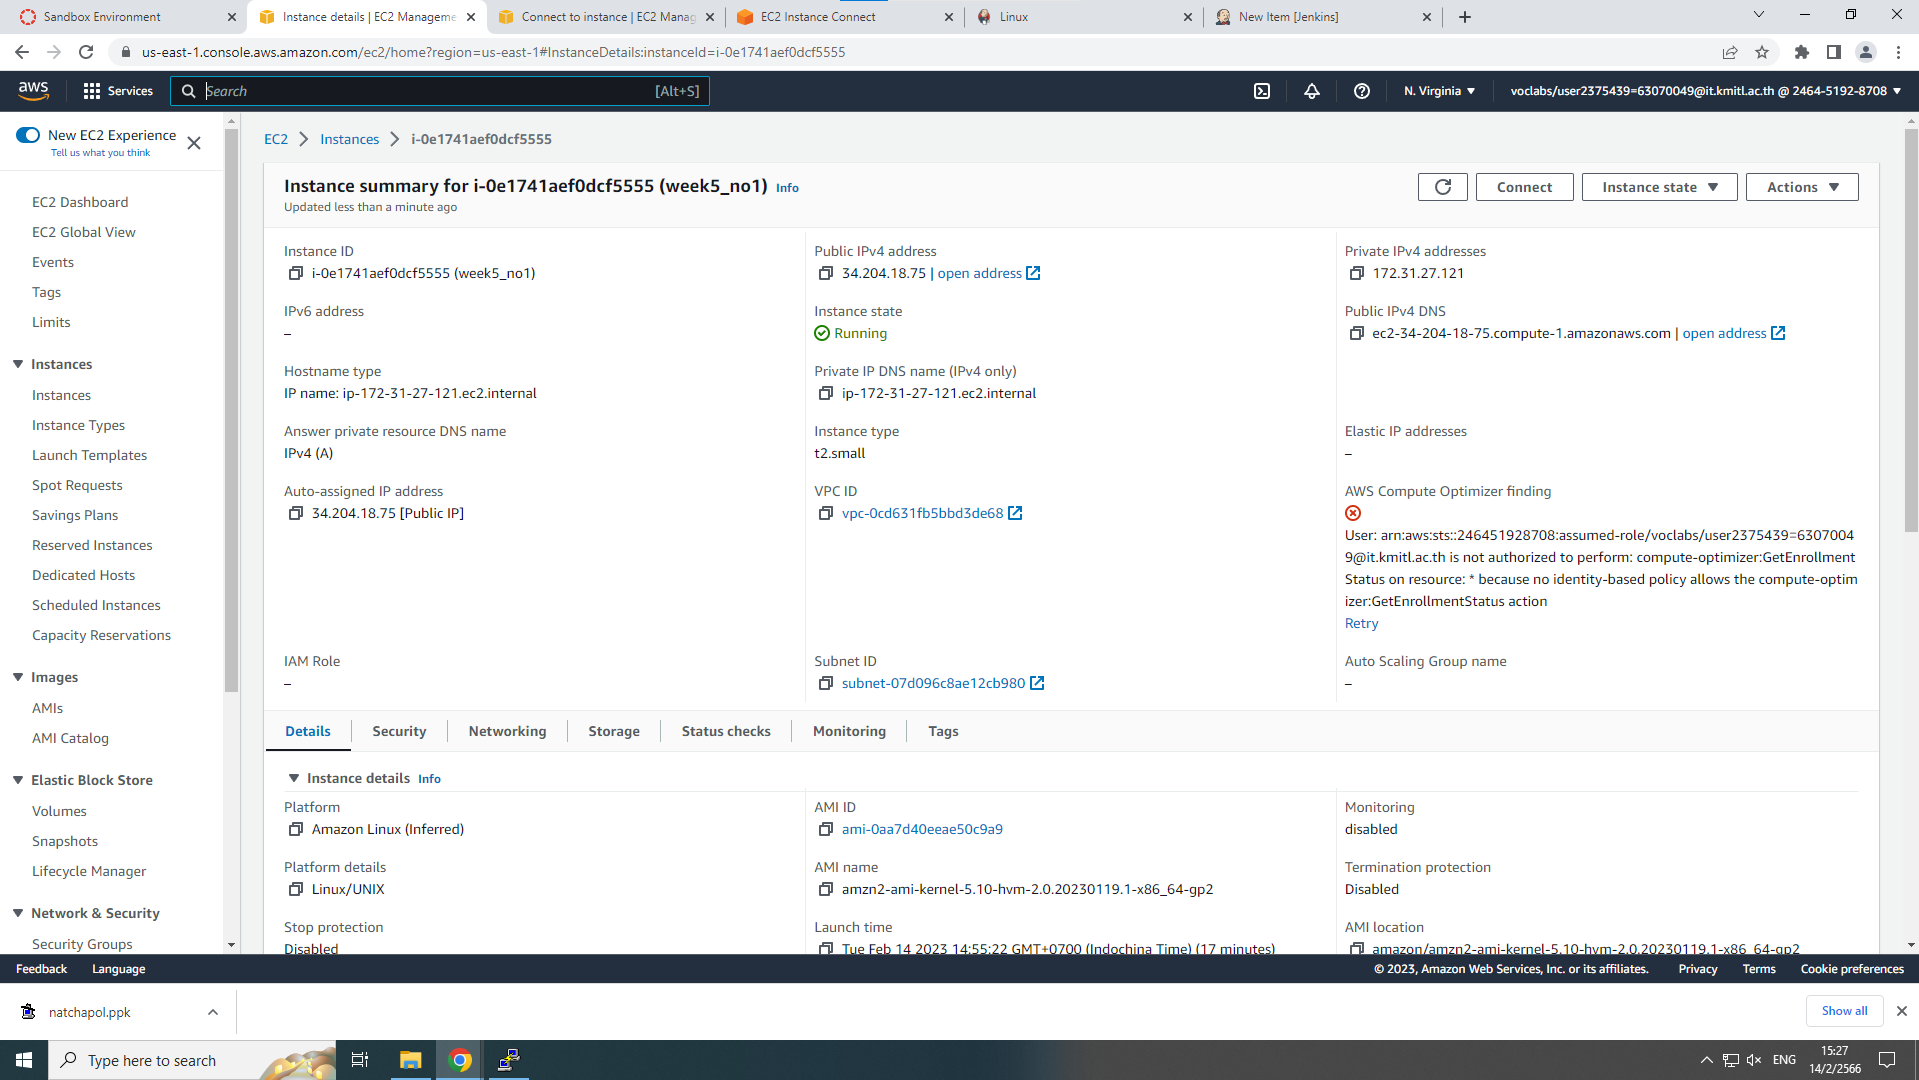 Sandbox Environment
Instance details | EC2 Manageme
Connect to instance | EC2 Manag
EC2 Instance Connect
Linux
New Item [Jenkins]
us-east-1.console.aws.amazon.com/ec2/home?region=us-east-1#InstanceDetails:instanceId=i-0e1741aef0dcf5555
aws
Services
Search
[Alt+S]
N. Virginia
voclabs/user2375439=63070049@it.kmitl.ac.th @ 2464-5192-8708
New EC2 Experience
Tell us what you think
EC2 Dashboard
EC2 Global View
Events
Tags
Limits
Instances
Instances
Instance Types
Launch Templates
Spot Requests
Savings Plans
Reserved Instances
Dedicated Hosts
Scheduled Instances
Capacity Reservations
Images
AMIs
AMI Catalog
Elastic Block Store
Volumes
Snapshots
Lifecycle Manager
Network & Security
Security Groups
EC2
Instances
i-0e1741aef0dcf5555
Instance summary for i-0e1741aef0dcf5555 (week5_no1) Info
Updated less than a minute ago
Connect
Instance state
Actions
Instance ID
i-0e1741aef0dcf5555 (week5_no1)
Public IPv4 address
34.204.18.75 | open address
Private IPv4 addresses
172.31.27.121
IPv6 address
–
Instance state
Running
Public IPv4 DNS
ec2-34-204-18-75.compute-1.amazonaws.com | open address
Hostname type
IP name: ip-172-31-27-121.ec2.internal
Private IP DNS name (IPv4 only)
ip-172-31-27-121.ec2.internal
Answer private resource DNS name
IPv4 (A)
Instance type
t2.small
Elastic IP addresses
–
Auto-assigned IP address
34.204.18.75 [Public IP]
VPC ID
vpc-0cd631fb5bbd3de68
AWS Compute Optimizer finding
User: arn:aws:sts::246451928708:assumed-role/voclabs/user2375439=6307004
9@it.kmitl.ac.th is not authorized to perform: compute-optimizer:GetEnrollment
Status on resource: * because no identity-based policy allows the compute-optim
izer:GetEnrollmentStatus action
Retry
IAM Role
–
Subnet ID
subnet-07d096c8ae12cb980
Auto Scaling Group name
–
Details
Security
Networking
Storage
Status checks
Monitoring
Tags
Instance details Info
Platform
Amazon Linux (Inferred)
AMI ID
ami-0aa7d40eeae50c9a9
Monitoring
disabled
Platform details
Linux/UNIX
AMI name
amzn2-ami-kernel-5.10-hvm-2.0.20230119.1-x86_64-gp2
Termination protection
Disabled
Stop protection
Disabled
Launch time
Tue Feb 14 2023 14:55:22 GMT+0700 (Indochina Time) (17 minutes)
AMI location
amazon/amzn2-ami-kernel-5.10-hvm-2.0.20230119.1-x86_64-gp2
Feedback
Language
© 2023, Amazon Web Services, Inc. or its affiliates.
Privacy
Terms
Cookie preferences
natchapol.ppk
Show all
Type here to search
ENG
15:27
14/2/2566